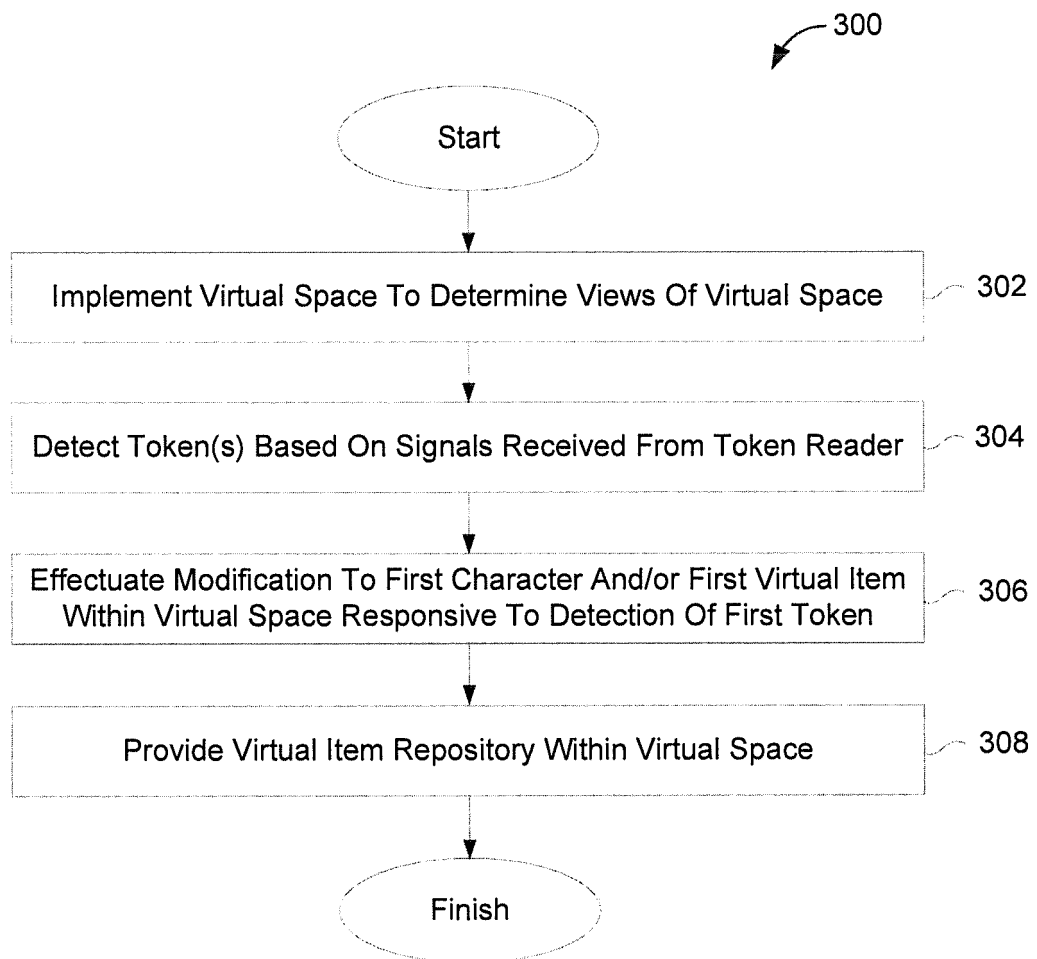 300
Start
Implement Virtual Space To Determine Views Of Virtual Space
302
Detect Token(s) Based On Signals Received From Token Reader
304
Effectuate Modification To First Character And/or First Virtual Item
Within Virtual Space Responsive To Detection Of First Token
306
Provide Virtual Item Repository Within Virtual Space
308
Finish